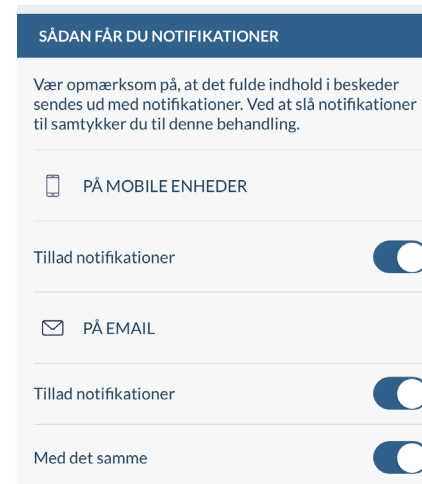 SÅDAN FÅR DU NOTIFIKATIONER
Vær opmærksom på, at det fulde indhold i beskeder
sendes ud med notifikationer. Ved at slå notifikationer
til samtykker du til denne behandling.
PÅ MOBILE ENHEDER
Tillad notifikationer
PÅ EMAIL
Tillad notifikationer
Med det samme